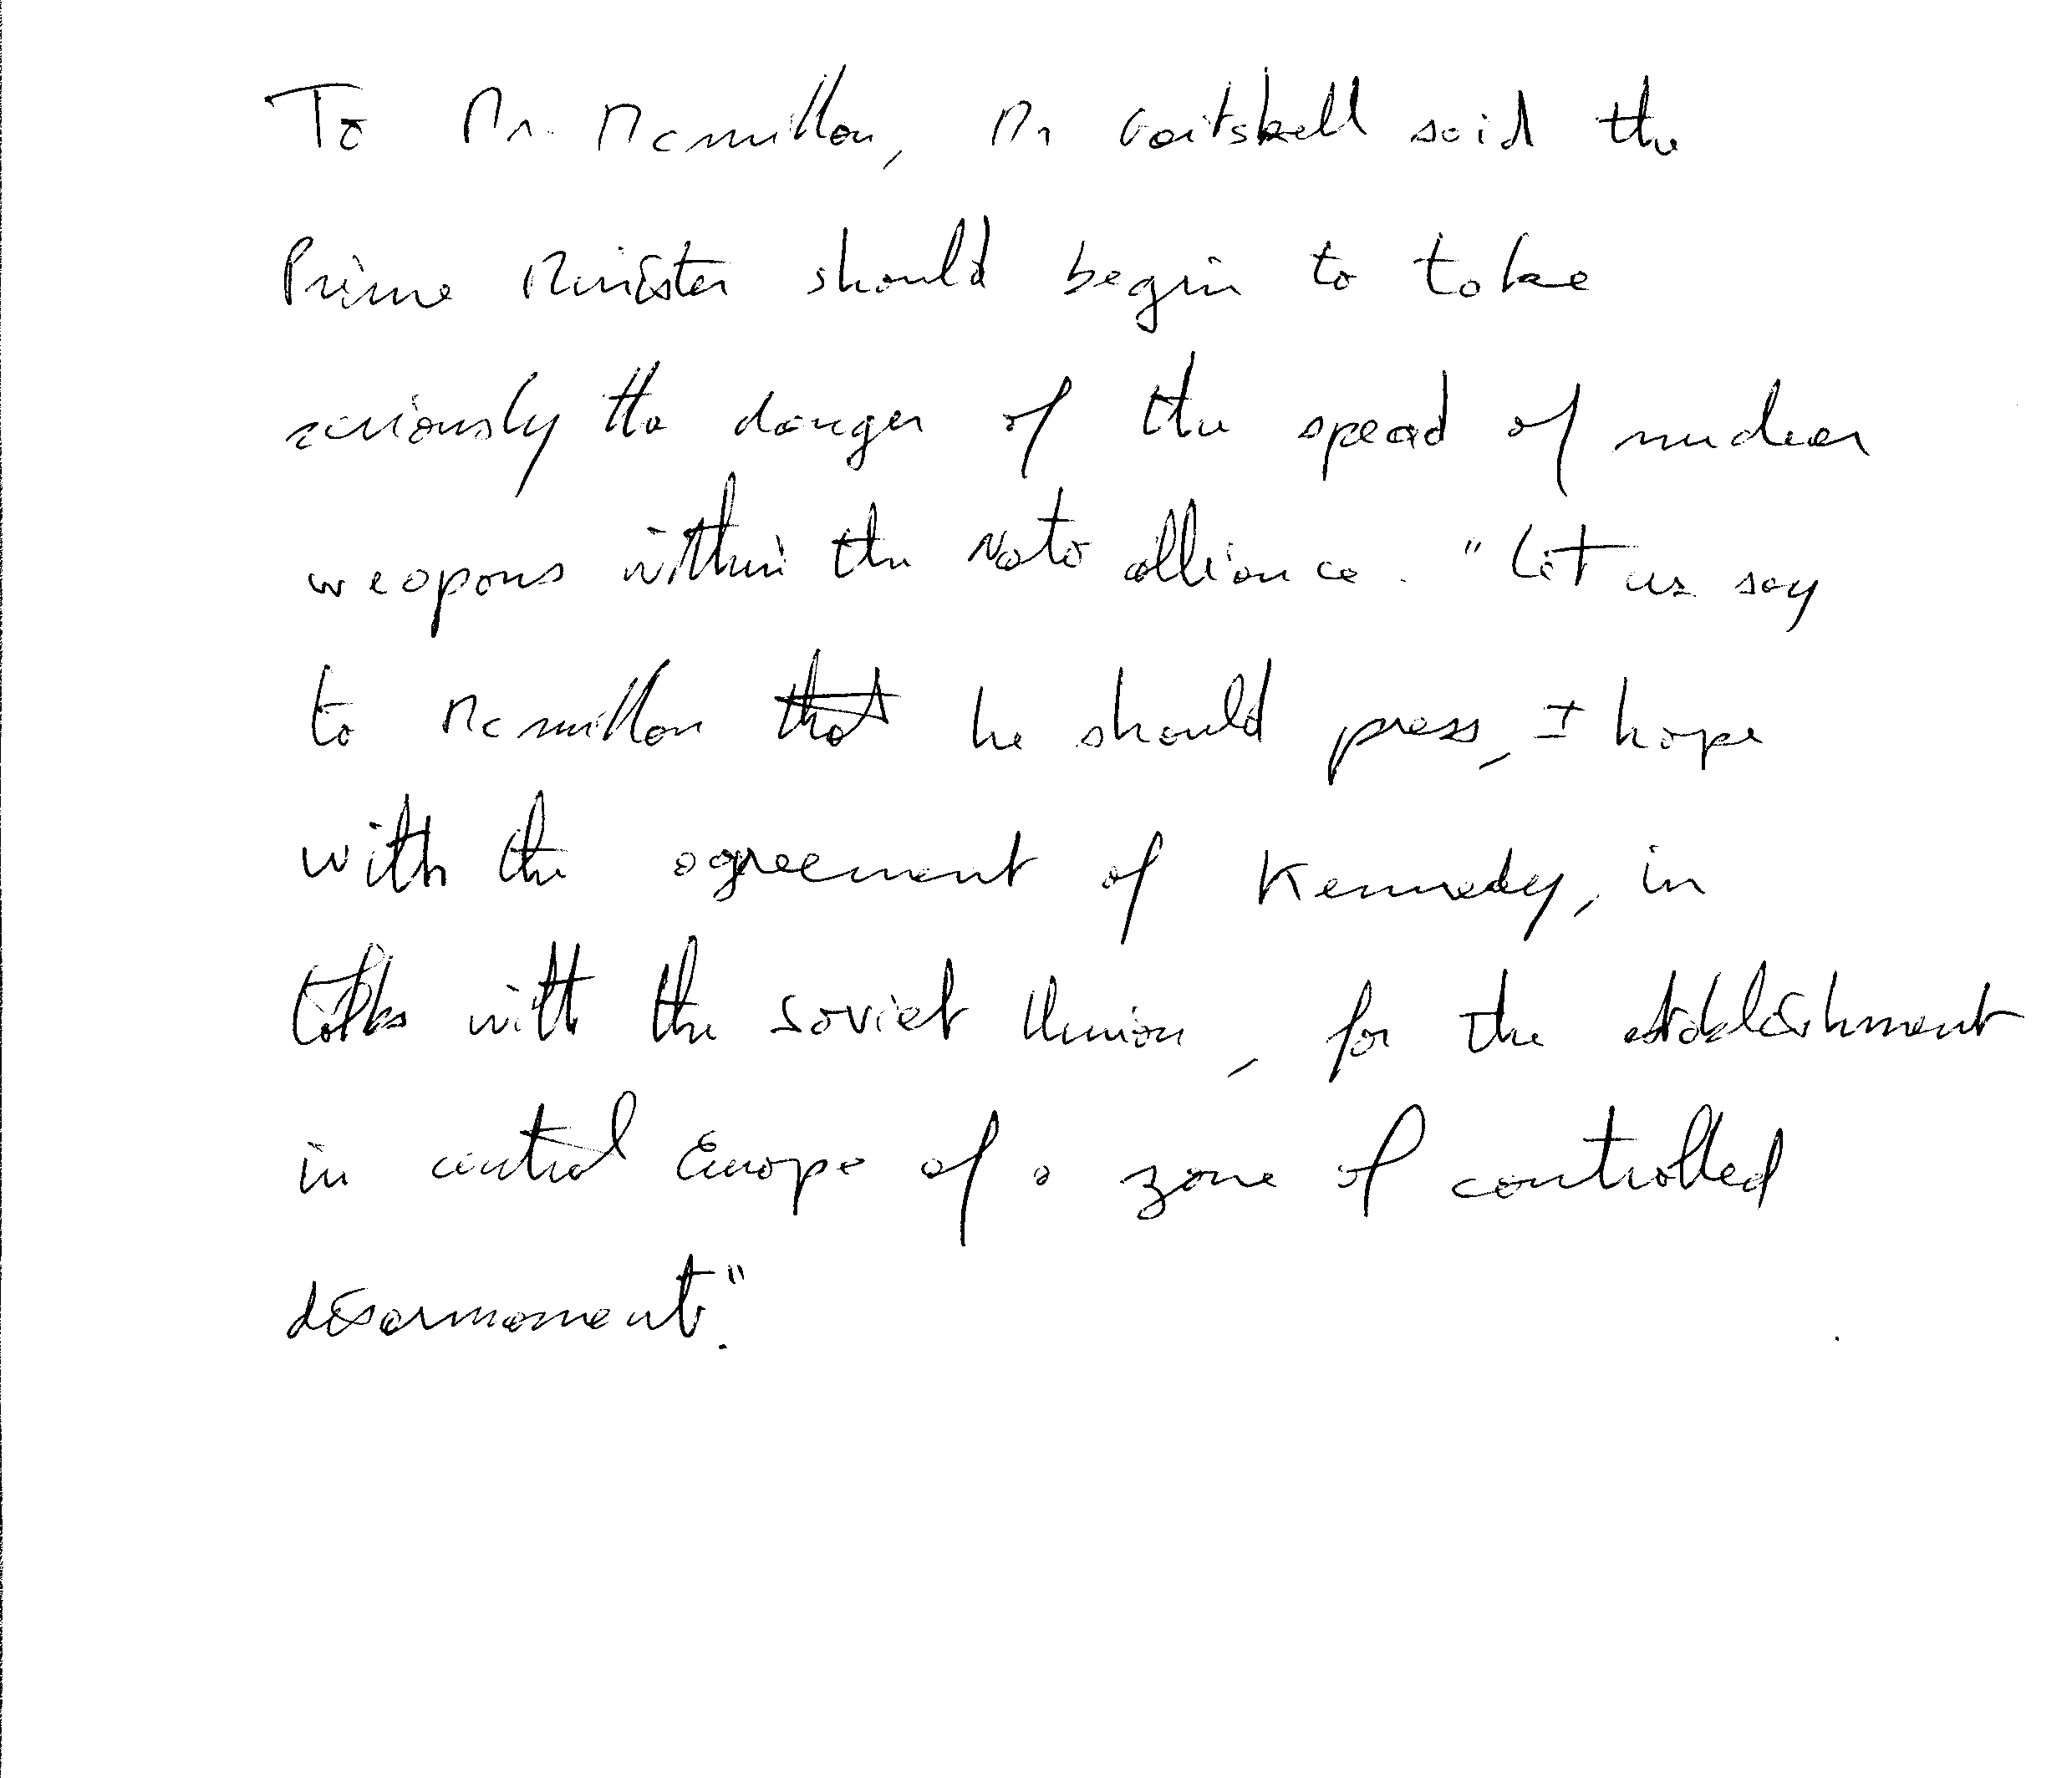 To Mr. Mcmillan, Mr Gaitskell said the
Prime Minister should begin to take
seriously the danger of the spead of nuclear
weapons within the Nato alliance. "Let us say
to Mcmillan that he should press, I hope
with the agreement of Kennedy, in
talks with the Soviet Union, for the establishment
in central Europe of a zone of controlled
disarmament."